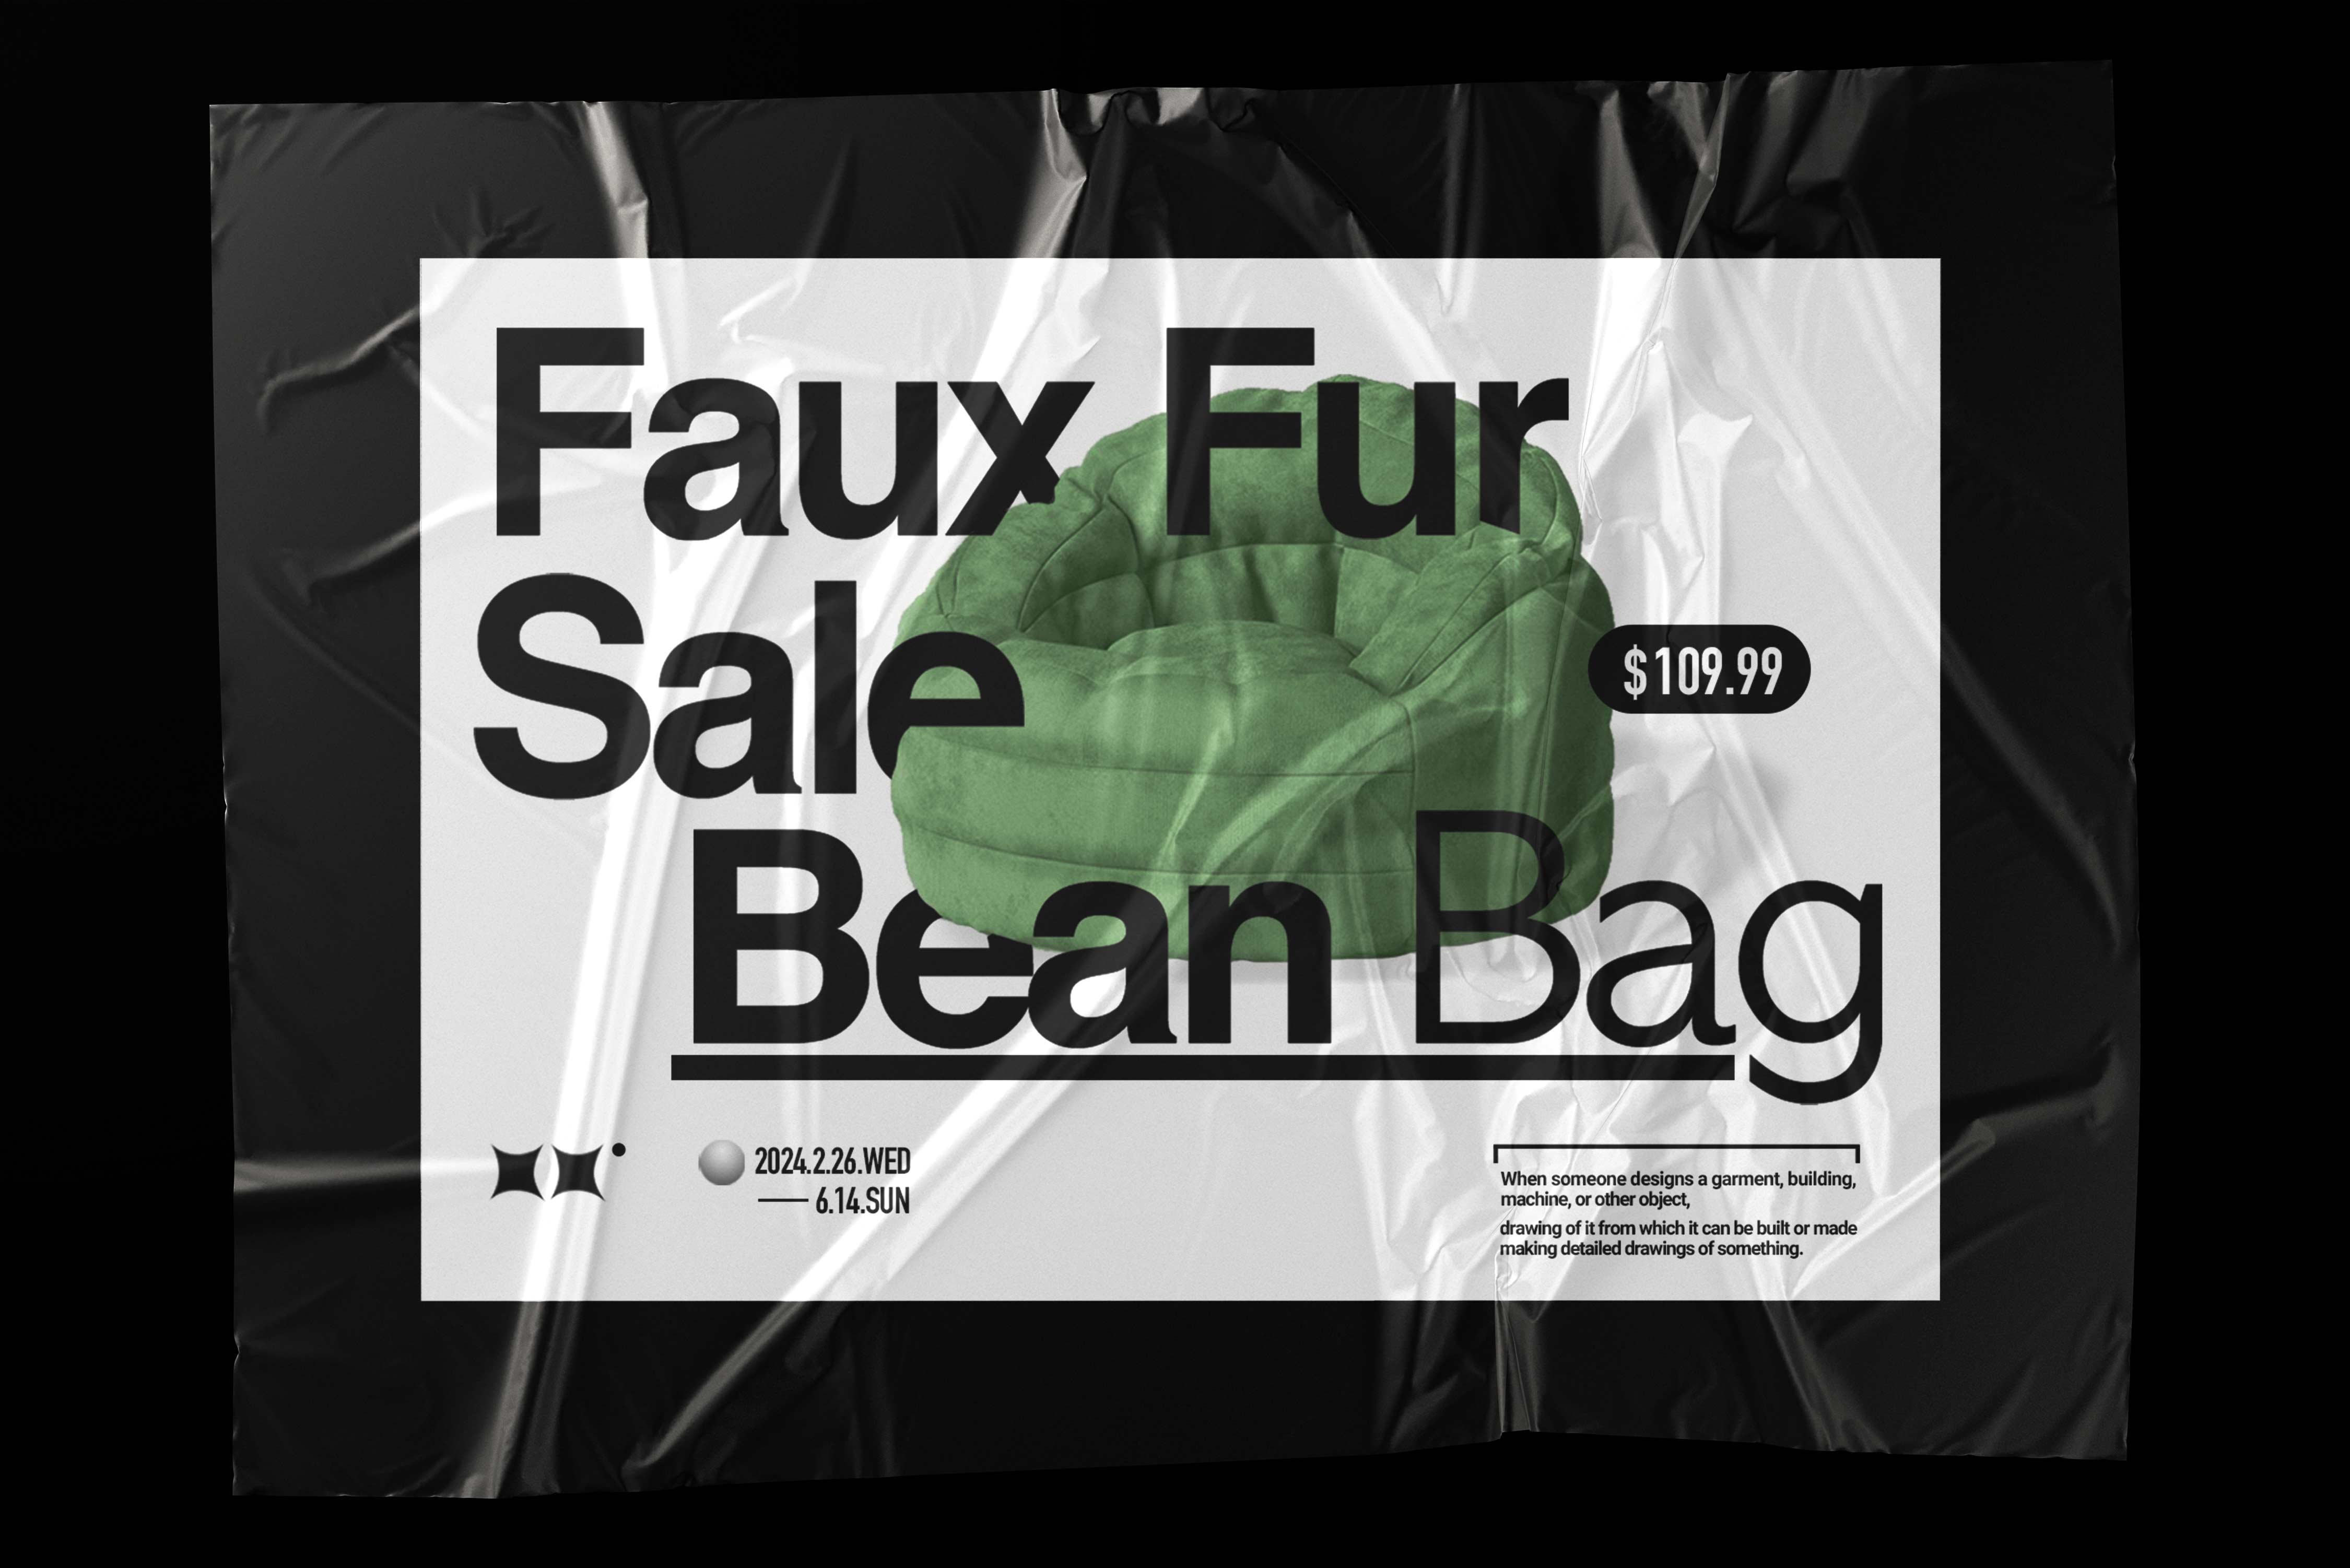 Faux Fur
Sale
$109.99
Bean Bag
2024.2.26.WED
6.14.SUN
When someone designs a garment, building,
machine, or other object,
drawing of it from which it can be built or made
making detailed drawings of something.